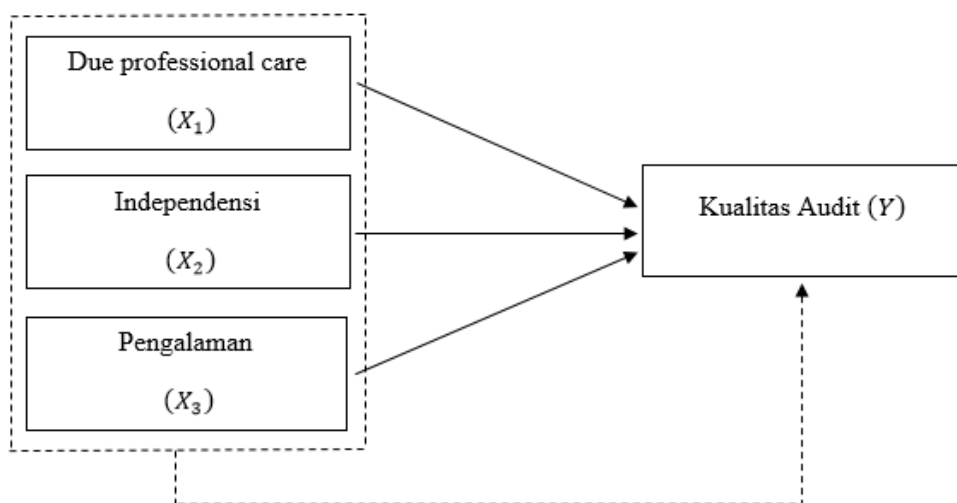 Due professional care
(X₁)
Independensi
(X₂)
Pengalaman
(X₃)
Kualitas Audit (Y)